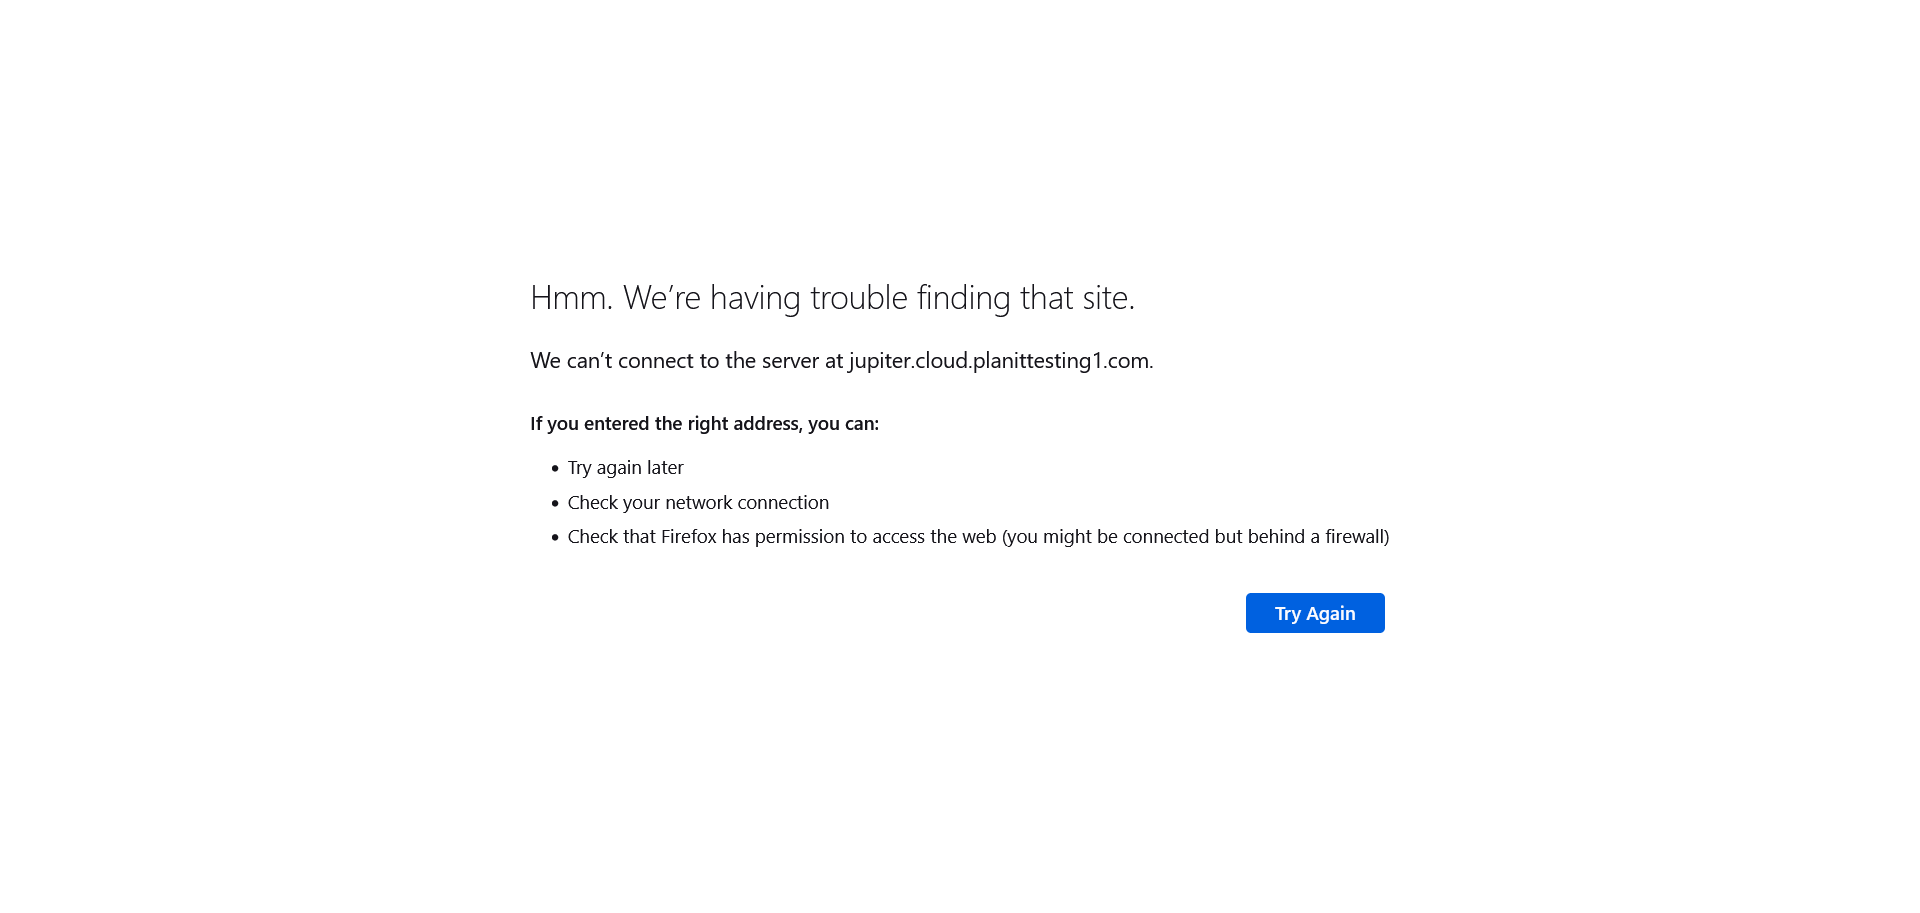 Hmm. We’re having trouble finding that site.
We can’t connect to the server at jupiter.cloud.planittesting1.com.
If you entered the right address, you can:
• Try again later
• Check your network connection
• Check that Firefox has permission to access the web (you might be connected but behind a firewall)
Try Again